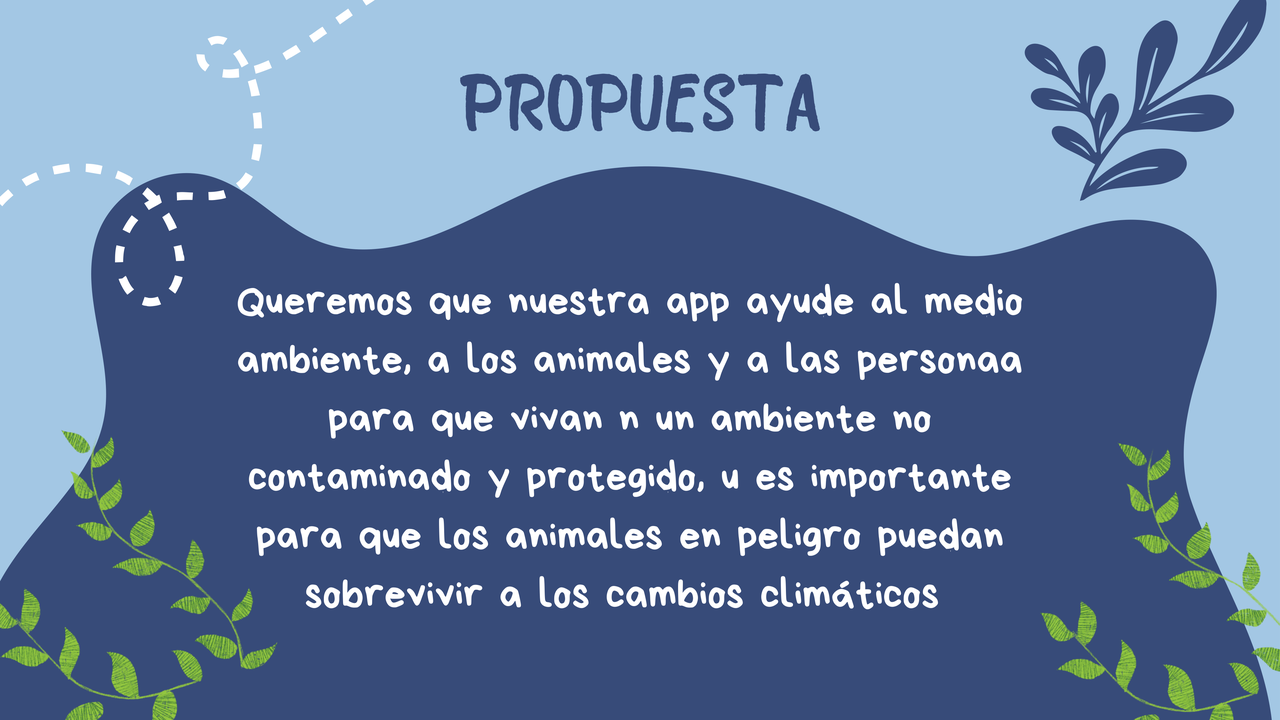 PROPUESTA
Queremos que nuestra app ayude al medio
ambiente, a los animales y a las personaa
para que vivan n un ambiente no
contaminado y protegido, u es importante
para que los animales en peligro puedan
sobrevivir a los cambios climáticos